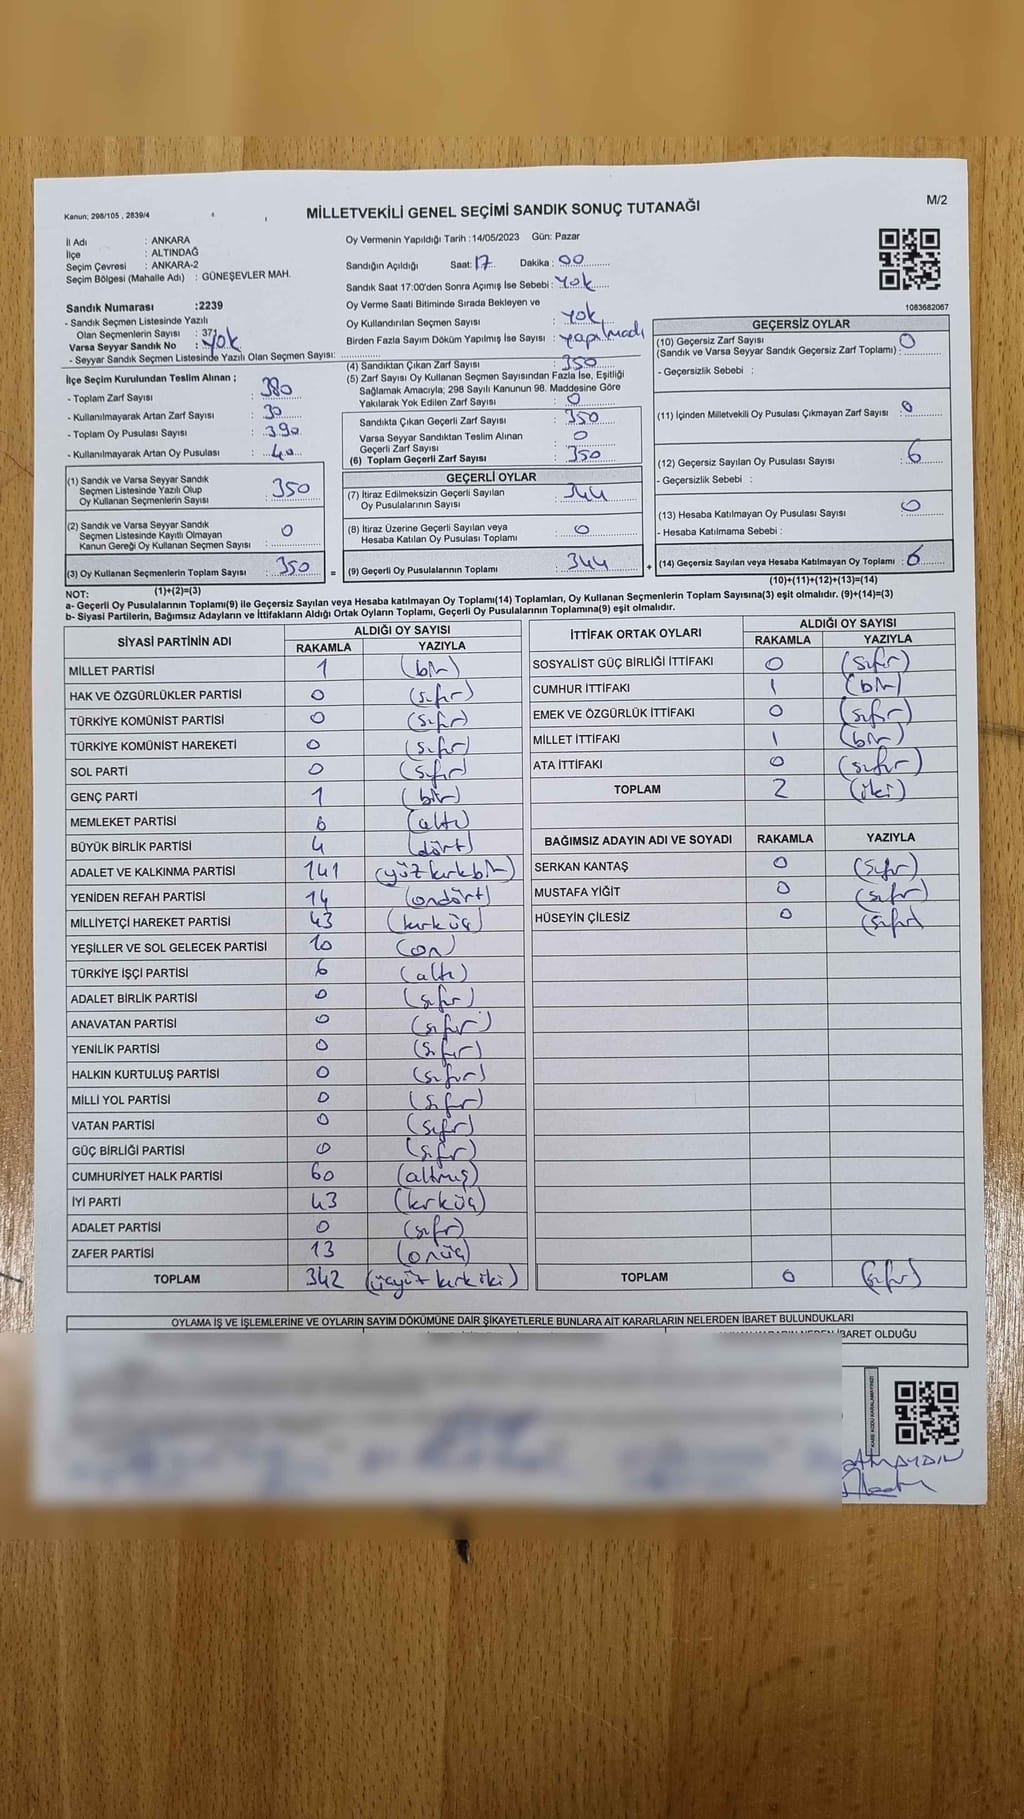 Kanun; 298/105 , 2839/4
MİLLETVEKİLİ GENEL SEÇİMİ SANDIK SONUÇ TUTANAĞI
M/2
İl Adı : ANKARA
İlçe : ALTINDAĞ
Seçim Çevresi : ANKARA-2
Seçim Bölgesi (Mahalle Adı) : GÜNEŞEVLER MAH.
Sandık Numarası :2239
- Sandık Seçmen Listesinde Yazılı
Olan Seçmenlerin Sayısı : 371
Varsa Seyyar Sandık No : Yok
- Seyyar Sandık Seçmen Listesinde Yazılı Olan Seçmen Sayısı:
Oy Vermenin Yapıldığı Tarih :14/05/2023 Gün: Pazar
Sandığın Açıldığı Saat: 17 Dakika : 00
Sandık Saat 17:00'den Sonra Açımış İse Sebebi : Yok
Oy Verme Saati Bitiminde Sırada Bekleyen ve
Oy Kullandırılan Seçmen Sayısı : Yok
Birden Fazla Sayım Döküm Yapılmış İse Sayısı : yapılmadı
1083682067
İlçe Seçim Kurulundan Teslim Alınan ;
- Toplam Zarf Sayısı : 380
- Kullanılmayarak Artan Zarf Sayısı : 30
- Toplam Oy Pusulası Sayısı : 390
- Kullanılmayarak Artan Oy Pusulası : 40
(4) Sandıktan Çıkan Zarf Sayısı : 350
(5) Zarf Sayısı Oy Kullanan Seçmen Sayısından Fazla İse, Eşitliği
Sağlamak Amacıyla; 298 Sayılı Kanunun 98. Maddesine Göre
Yakılarak Yok Edilen Zarf Sayısı : 0
Sandıkta Çıkan Geçerli Zarf Sayısı : 350
Varsa Seyyar Sandıktan Teslim Alınan
Geçerli Zarf Sayısı : 0
(6) Toplam Geçerli Zarf Sayısı : 350
GEÇERSİZ OYLAR
(10) Geçersiz Zarf Sayısı
(Sandık ve Varsa Seyyar Sandık Geçersiz Zarf Toplamı) : 0
- Geçersizlik Sebebi :
(11) İçinden Milletvekili Oy Pusulası Çıkmayan Zarf Sayısı : 0
(12) Geçersiz Sayılan Oy Pusulası Sayısı : 6
- Geçersizlik Sebebi :
(13) Hesaba Katılmayan Oy Pusulası Sayısı : 0
- Hesaba Katılmama Sebebi :
(14) Geçersiz Sayılan veya Hesaba Katılmayan Oy Toplamı : 6
(1) Sandık ve Varsa Seyyar Sandık
Seçmen Listesinde Yazılı Olup
Oy Kullanan Seçmenlerin Sayısı : 350
(2) Sandık ve Varsa Seyyar Sandık
Seçmen Listesinde Kayıtlı Olmayan
Kanun Gereği Oy Kullanan Seçmen Sayısı : 0
(3) Oy Kullanan Seçmenlerin Toplam Sayısı : 350 =
GEÇERLİ OYLAR
(7) İtiraz Edilmeksizin Geçerli Sayılan
Oy Pusulalarının Sayısı : 344
(8) İtiraz Üzerine Geçerli Sayılan veya
Hesaba Katılan Oy Pusulası Toplamı : 0
(9) Geçerli Oy Pusulalarının Toplamı : 344 +
NOT: (1)+(2)=(3)
(10)+(11)+(12)+(13)=(14)
a- Geçerli Oy Pusulalarının Toplamı(9) ile Geçersiz Sayılan veya Hesaba katılmayan Oy Toplamı(14) Toplamları, Oy Kullanan Seçmenlerin Toplam Sayısına(3) eşit olmalıdır. (9)+(14)=(3)
b- Siyasi Partilerin, Bağımsız Adayların ve İttifakların Aldığı Ortak Oyların Toplamı, Geçerli Oy Pusulalarının Toplamına(9) eşit olmalıdır.
SİYASİ PARTİNİN ADI ALDIĞI OY SAYISI
RAKAMLA YAZIYLA
MİLLET PARTİSİ 1 (bir)
HAK VE ÖZGÜRLÜKLER PARTİSİ 0 (sıfır)
TÜRKİYE KOMÜNİST PARTİSİ 0 (sıfır)
TÜRKİYE KOMÜNİST HAREKETİ 0 (sıfır)
SOL PARTİ 0 (sıfır)
GENÇ PARTİ 1 (bir)
MEMLEKET PARTİSİ 6 (altı)
BÜYÜK BİRLİK PARTİSİ 4 (dört)
ADALET VE KALKINMA PARTİSİ 141 (yüzkırkbir)
YENİDEN REFAH PARTİSİ 14 (ondört)
MİLLİYETÇİ HAREKET PARTİSİ 43 (kırküç)
YEŞİLLER VE SOL GELECEK PARTİSİ 10 (on)
TÜRKİYE İŞÇİ PARTİSİ 6 (altı)
ADALET BİRLİK PARTİSİ 0 (sıfır)
ANAVATAN PARTİSİ 0 (sıfır)
YENİLİK PARTİSİ 0 (sıfır)
HALKIN KURTULUŞ PARTİSİ 0 (sıfır)
MİLLİ YOL PARTİSİ 0 (sıfır)
VATAN PARTİSİ 0 (sıfır)
GÜÇ BİRLİĞİ PARTİSİ 0 (sıfır)
CUMHURİYET HALK PARTİSİ 60 (altmış)
İYİ PARTİ 43 (kırküç)
ADALET PARTİSİ 0 (sıfır)
ZAFER PARTİSİ 13 (onüç)
TOPLAM 342 (üçyüzkırkiki)
İTTİFAK ORTAK OYLARI ALDIĞI OY SAYISI
RAKAMLA YAZIYLA
SOSYALİST GÜÇ BİRLİĞİ İTTİFAKI 0 (sıfır)
CUMHUR İTTİFAKI 1 (bir)
EMEK VE ÖZGÜRLÜK İTTİFAKI 0 (sıfır)
MİLLET İTTİFAKI 1 (bir)
ATA İTTİFAKI 0 (sıfır)
TOPLAM 2 (iki)
BAĞIMSIZ ADAYIN ADI VE SOYADI RAKAMLA YAZIYLA
SERKAN KANTAŞ 0 (sıfır)
MUSTAFA YİĞİT 0 (sıfır)
HÜSEYİN ÇİLESİZ 0 (sıfır)
TOPLAM 0 (sıfır)
OYLAMA İŞ VE İŞLEMLERİNE VE OYLARIN SAYIM DÖKÜMÜNE DAİR ŞİKAYETLERLE BUNLARA AİT KARARLARIN NELERDEN İBARET BULUNDUKLARI
İBARET OLDUĞU
KARE KODU KARALAMAYINIZ!